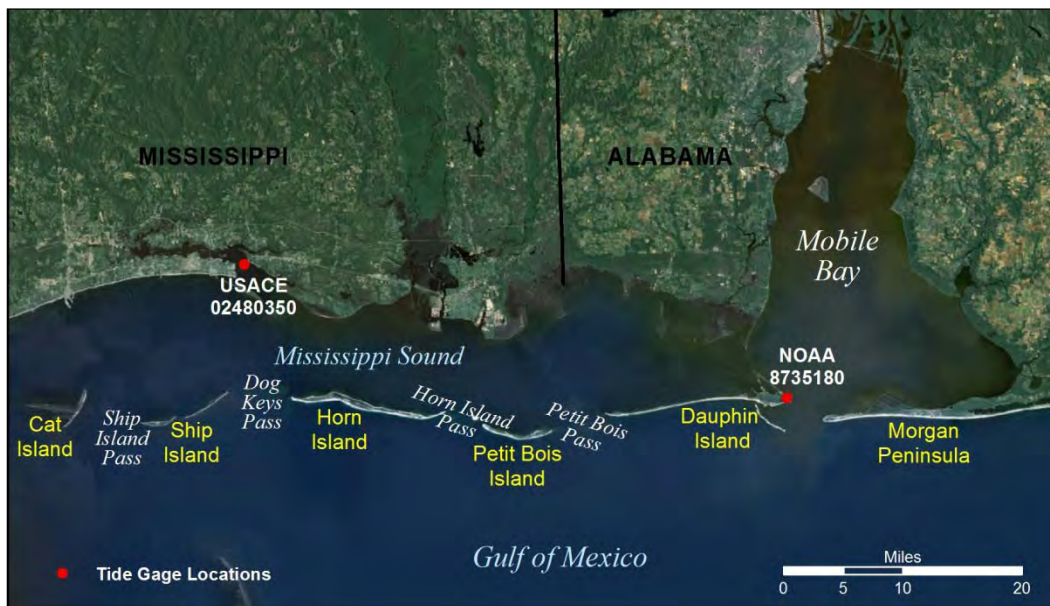 MISSISSIPPI
ALABAMA
Mobile
Bay
USACE
02480350
NOAA
8735180
Mississippi Sound
Cat
Island
Ship
Island
Pass
Ship
Island
Dog
Keys
Pass
Horn
Island
Horn Island
Pass
Petit Bois
Island
Petit Bois
Pass
Dauphin
Island
Morgan
Peninsula
Gulf of Mexico
Tide Gage Locations
Miles
0 5 10 20